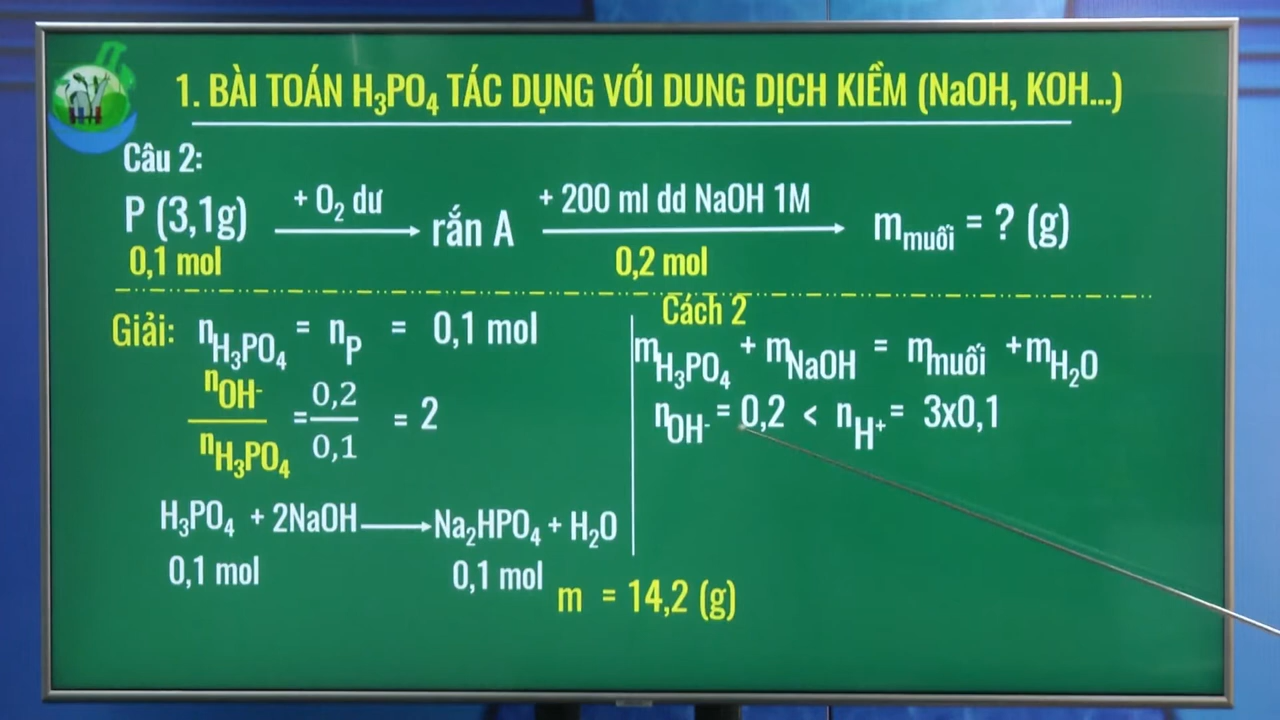 1. BÀI TOÁN H₃PO₄ TÁC DỤNG VỚI DUNG DỊCH KIỀM (NaOH, KOH...)
Câu 2:
P (3,1g) + O₂ dư rắn A + 200 ml dd NaOH 1M m muối = ? (g)
0,1 mol 0,2 mol
Giải: nH₃PO₄ = nP = 0,1 mol
nOH⁻ / nH₃PO₄ = 0,2 / 0,1 = 2
H₃PO₄ + 2NaOH → Na₂HPO₄ + H₂O
0,1 mol 0,1 mol
m = 14,2 (g)
Cách 2
mH₃PO₄ + mNaOH = m muối + mH₂O
nOH⁻ = 0,2 < nH⁺ = 3x0,1